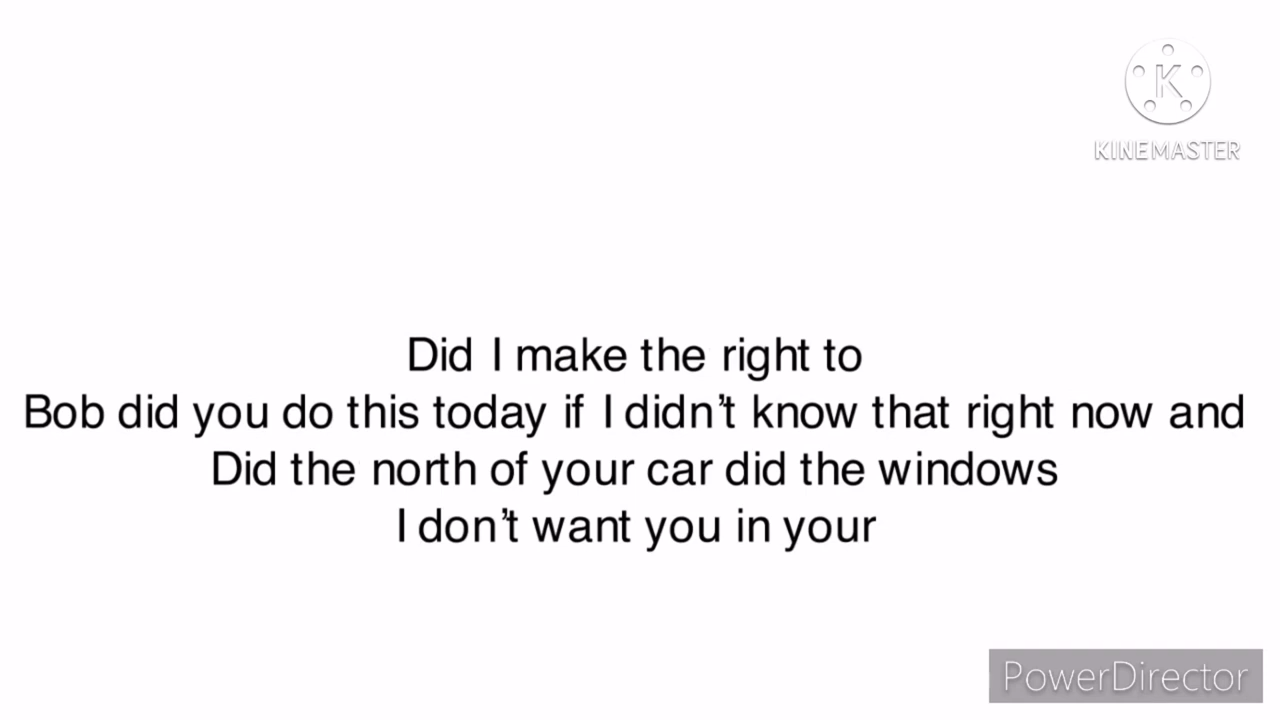 KINEMASTER
Did I make the right to
Bob did you do this today if I didn't know that right now and
Did the north of your car did the windows
I don't want you in your
PowerDirector